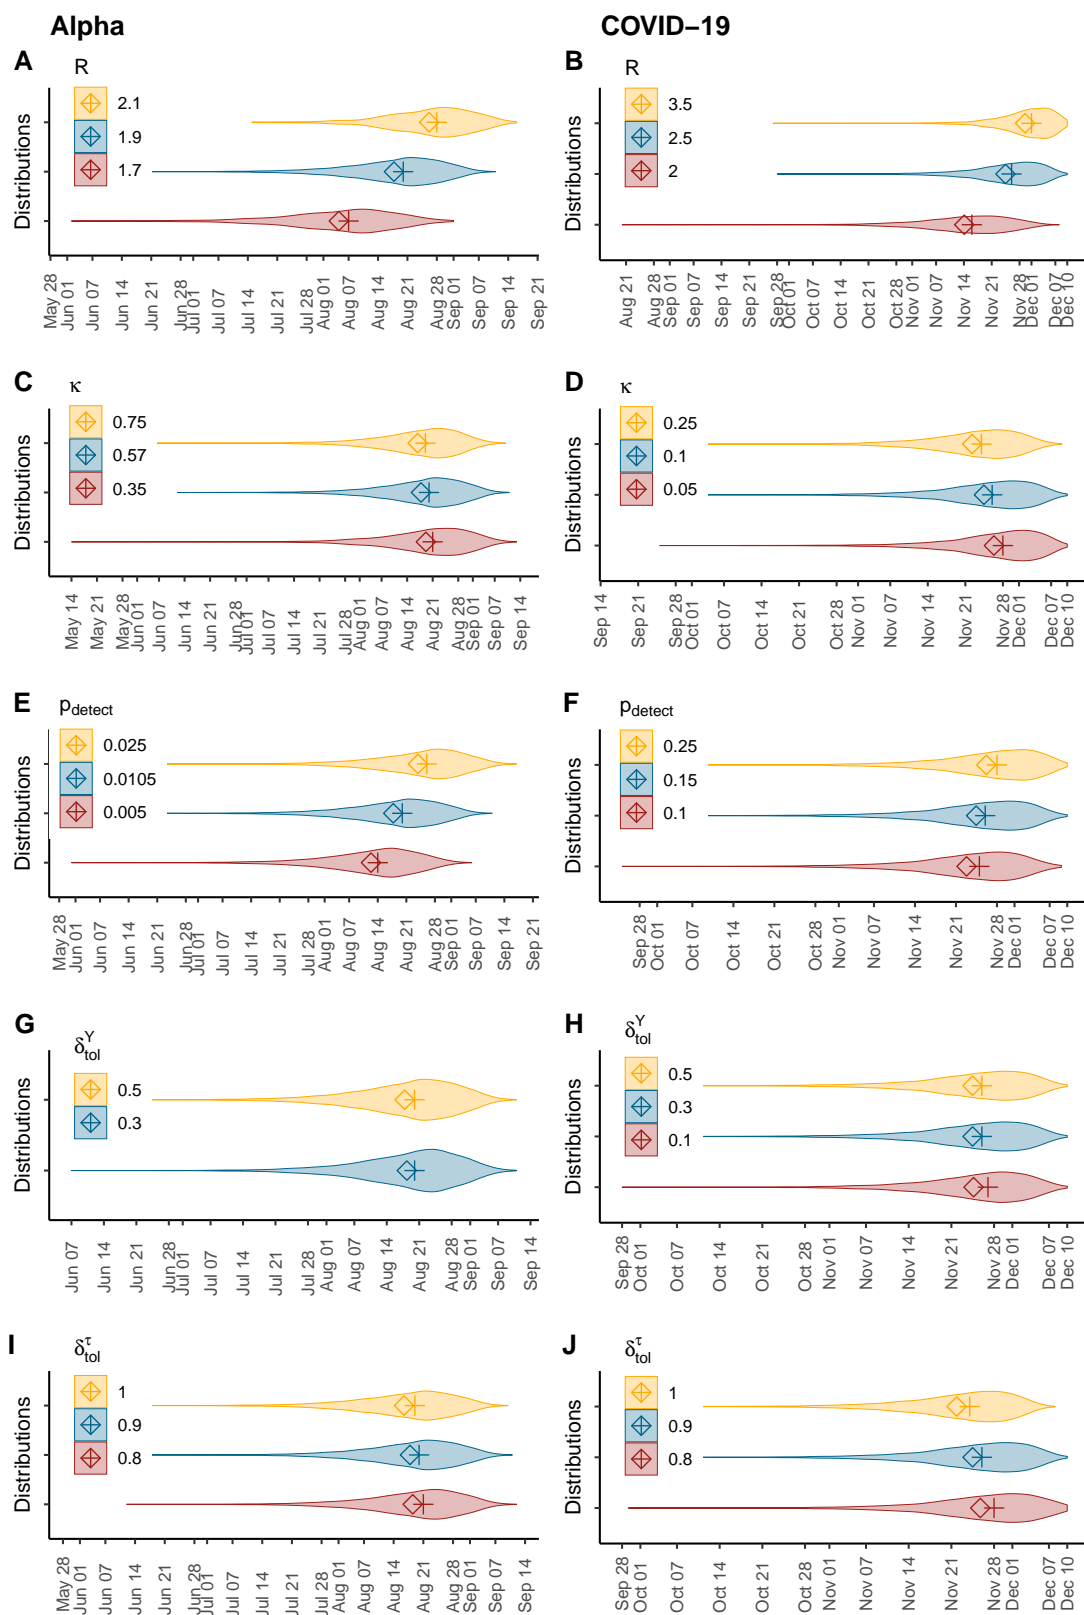 Alpha
COVID–19
A
R
2.1
1.9
1.7
Distributions
May 28
Jun 01
Jun 07
Jun 14
Jun 21
Jun 28
Jul 01
Jul 07
Jul 14
Jul 21
Jul 28
Aug 01
Aug 07
Aug 14
Aug 21
Aug 28
Sep 01
Sep 07
Sep 14
Sep 21
B
R
3.5
2.5
2
Distributions
Aug 21
Aug 28
Sep 01
Sep 07
Sep 14
Sep 21
Sep 28
Oct 01
Oct 07
Oct 14
Oct 21
Oct 28
Nov 01
Nov 07
Nov 14
Nov 21
Nov 28
Dec 01
Dec 07
Dec 10
C
κ
0.75
0.57
0.35
Distributions
May 14
May 21
May 28
Jun 01
Jun 07
Jun 14
Jun 21
Jun 28
Jul 01
Jul 07
Jul 14
Jul 21
Jul 28
Aug 01
Aug 07
Aug 14
Aug 21
Aug 28
Sep 01
Sep 07
Sep 14
D
κ
0.25
0.1
0.05
Distributions
Sep 14
Sep 21
Sep 28
Oct 01
Oct 07
Oct 14
Oct 21
Oct 28
Nov 01
Nov 07
Nov 14
Nov 21
Nov 28
Dec 01
Dec 07
Dec 10
E
p_detect
0.025
0.0105
0.005
Distributions
May 28
Jun 01
Jun 07
Jun 14
Jun 21
Jun 28
Jul 01
Jul 07
Jul 14
Jul 21
Jul 28
Aug 01
Aug 07
Aug 14
Aug 21
Aug 28
Sep 01
Sep 07
Sep 14
Sep 21
F
p_detect
0.25
0.15
0.1
Distributions
Sep 28
Oct 01
Oct 07
Oct 14
Oct 21
Oct 28
Nov 01
Nov 07
Nov 14
Nov 21
Nov 28
Dec 01
Dec 07
Dec 10
G
δ_tol^Y
0.5
0.3
Distributions
Jun 07
Jun 14
Jun 21
Jun 28
Jul 01
Jul 07
Jul 14
Jul 21
Jul 28
Aug 01
Aug 07
Aug 14
Aug 21
Aug 28
Sep 01
Sep 07
Sep 14
H
δ_tol^Y
0.5
0.3
0.1
Distributions
Sep 28
Oct 01
Oct 07
Oct 14
Oct 21
Oct 28
Nov 01
Nov 07
Nov 14
Nov 21
Nov 28
Dec 01
Dec 07
Dec 10
I
δ_tol^τ
1
0.9
0.8
Distributions
May 28
Jun 01
Jun 07
Jun 14
Jun 21
Jun 28
Jul 01
Jul 07
Jul 14
Jul 21
Jul 28
Aug 01
Aug 07
Aug 14
Aug 21
Aug 28
Sep 01
Sep 07
Sep 14
J
δ_tol^τ
1
0.9
0.8
Distributions
Sep 28
Oct 01
Oct 07
Oct 14
Oct 21
Oct 28
Nov 01
Nov 07
Nov 14
Nov 21
Nov 28
Dec 01
Dec 07
Dec 10